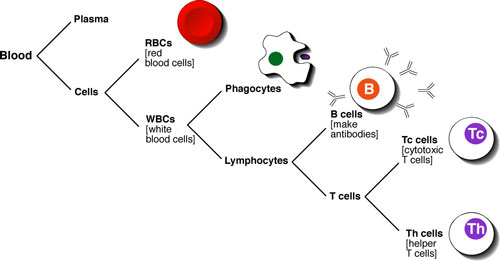 Plasma
Blood
RBCs
[red
blood cells]
Cells
WBCs
[white
blood cells]
Phagocytes
B
B cells
[make
antibodies]
Lymphocytes
Tc cells
[cytotoxic
T cells]
Tc
T cells
Th cells
[helper
T cells]
Th